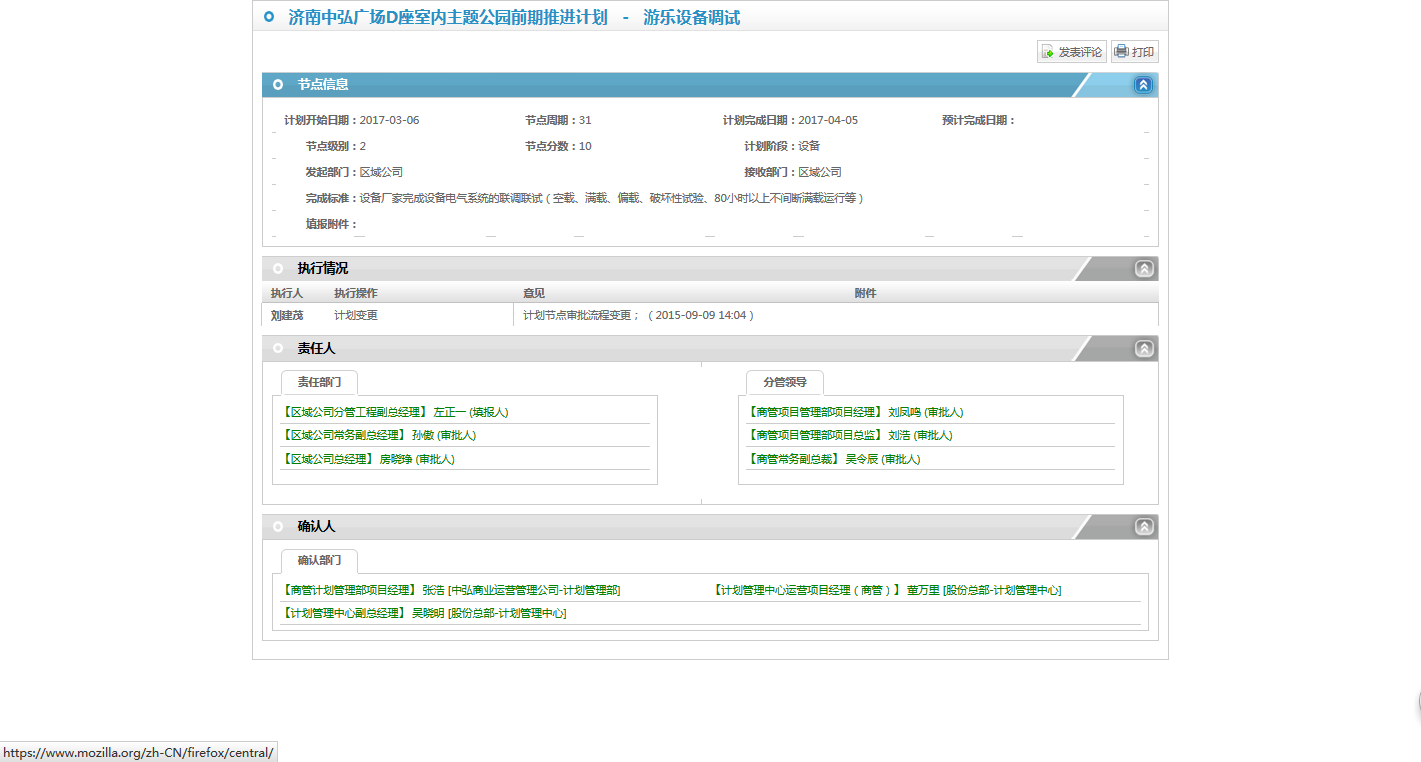 济南中弘广场D座室内主题公园前期推进计划 - 游乐设备调试
发表评论 打印
节点信息
计划开始日期：2017-03-06 节点周期：31 计划完成日期：2017-04-05 预计完成日期：
节点级别：2 节点分数：10 计划阶段：设备
发起部门：区域公司 接收部门：区域公司
完成标准：设备厂家完成设备电气系统的联调联试（空载、满载、偏载、破坏性试验、80小时以上不间断满载运行等）
填报附件：
执行情况
执行人 执行操作 意见 附件
刘建茂 计划变更 计划节点审批流程变更；（2015-09-09 14:04）
责任人
责任部门 分管领导
【区域公司分管工程副总经理】 左正一 (填报人) 【商管项目管理部项目经理】 刘凤鸣 (审批人)
【区域公司常务副总经理】 孙傲 (审批人) 【商管项目管理部项目总监】 刘浩 (审批人)
【区域公司总经理】 房晓琤 (审批人) 【商管常务副总裁】 吴令辰 (审批人)
确认人
确认部门
【商管计划管理部项目经理】 张浩 [中弘商业运营管理公司-计划管理部] 【计划管理中心运营项目经理（商管）】 董万里 [股份总部-计划管理中心]
【计划管理中心副总经理】 吴晓明 [股份总部-计划管理中心]
https://www.mozilla.org/zh-CN/firefox/central/